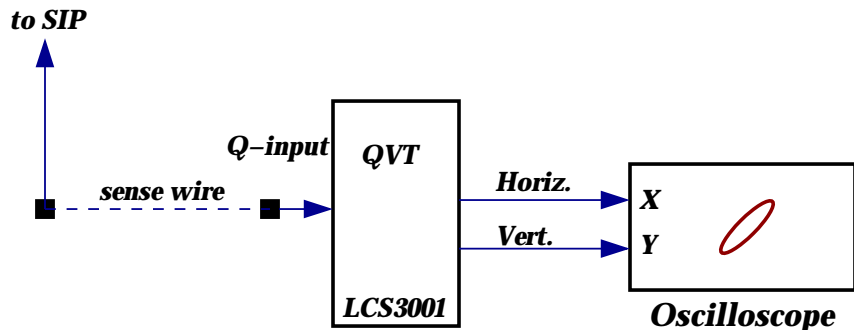 to SIP
Q-input
QVT
sense wire
Horiz.
X
Vert.
Y
LCS3001
Oscilloscope